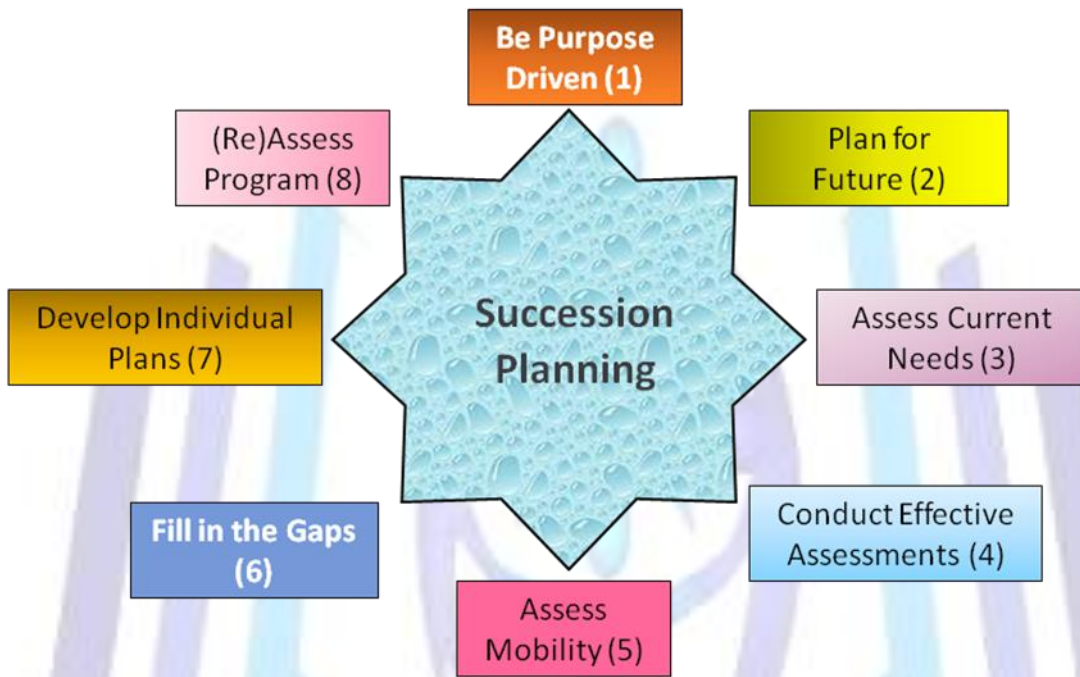 Be Purpose
Driven (1)
Plan for
Future (2)
Assess Current
Needs (3)
Conduct Effective
Assessments (4)
Assess
Mobility (5)
Fill in the Gaps
(6)
Develop Individual
Plans (7)
(Re)Assess
Program (8)
Succession
Planning